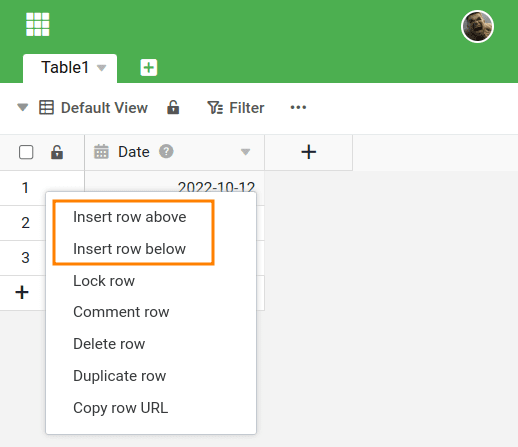 Table1
Default View
Filter
Date
1
2022-10-12
2
3
Insert row above
Insert row below
Lock row
Comment row
Delete row
Duplicate row
Copy row URL